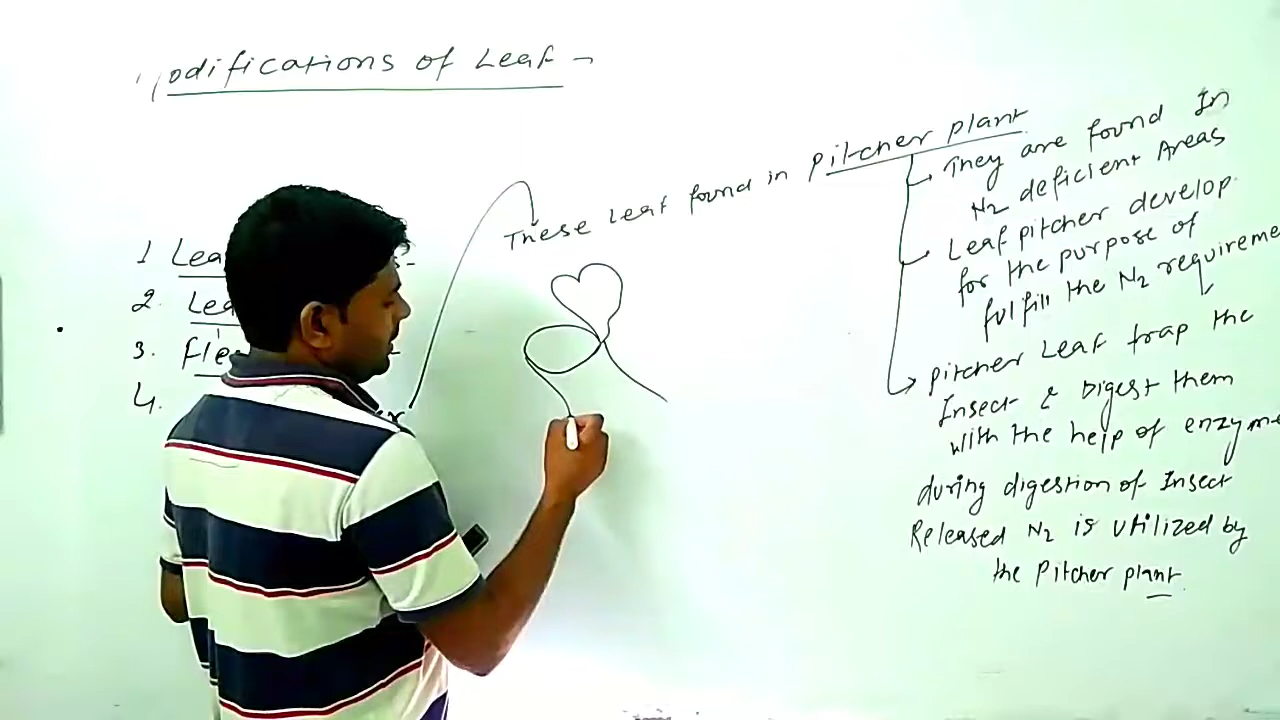 odifications of Leaf -
1 Lea
2. Lea
3. fle
4.
These leaf found in pitcher plant
They are found In
N2 deficient Areas
Leaf pitcher develop
for the purpose of
fulfill the N2 requireme
pitcher leaf trap the
Insect & Digest them
with the help of enzyme
during digestion of Insect
Released N2 is utilized by
the pitcher plant